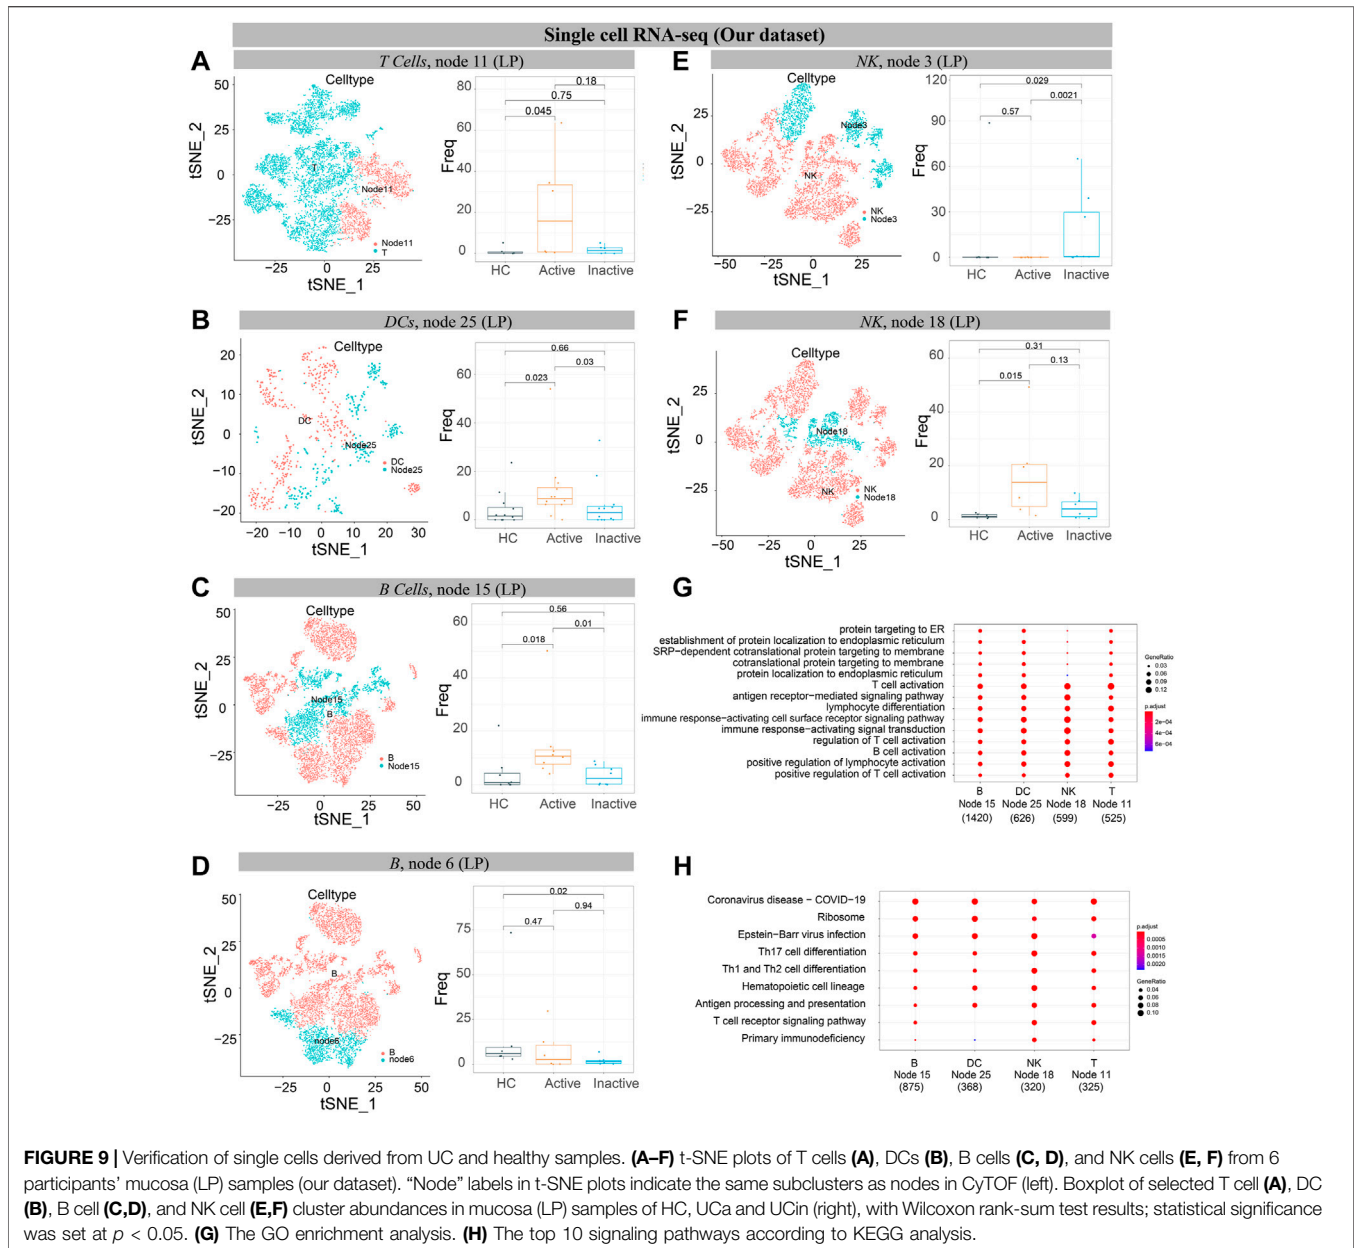 Single cell RNA-seq (Our dataset)
A
T Cells, node 11 (LP)
Celltype
50
25
0
−25
tSNE_2
T
Node11
Node11
T
−25 0 25
tSNE_1
80
60
40
20
0
Freq
0.18
0.75
0.045
HC Active Inactive
B
DCs, node 25 (LP)
Celltype
20
10
0
−10
−20
tSNE_2
DC
Node25
DC
Node25
−20 −10 0 10 20 30
tSNE_1
60
40
20
0
Freq
0.66
0.03
0.023
HC Active Inactive
C
B Cells, node 15 (LP)
Celltype
50
25
0
−25
tSNE_2
Node15
B
B
Node15
−25 0 25 50
tSNE_1
60
40
20
0
Freq
0.56
0.01
0.018
HC Active Inactive
D
B, node 6 (LP)
Celltype
50
25
0
−25
tSNE_2
B
node6
B
node6
−25 0 25 50
tSNE_1
75
50
25
0
Freq
0.02
0.94
0.47
HC Active Inactive
E
NK, node 3 (LP)
Celltype
25
0
−25
tSNE_2
Node3
NK
NK
Node3
−50 −25 0 25
tSNE_1
120
90
60
30
0
Freq
0.029
0.0021
0.57
HC Active Inactive
F
NK, node 18 (LP)
Celltype
25
0
−25
tSNE_2
Node18
NK
NK
Node18
−50 −25 0 25
tSNE_1
60
40
20
0
Freq
0.31
0.13
0.015
HC Active Inactive
G
protein targeting to ER
establishment of protein localization to endoplasmic reticulum
SRP−dependent cotranslational protein targeting to membrane
cotranslational protein targeting to membrane
protein localization to endoplasmic reticulum
T cell activation
antigen receptor−mediated signaling pathway
lymphocyte differentiation
immune response−activating cell surface receptor signaling pathway
immune response−activating signal transduction
regulation of T cell activation
B cell activation
positive regulation of lymphocyte activation
positive regulation of T cell activation
B DC NK T
Node 15 Node 25 Node 18 Node 11
(1420) (626) (599) (525)
GeneRatio
0.03
0.06
0.09
0.12
p.adjust
2e−04
4e−04
6e−04
H
Coronavirus disease − COVID−19
Ribosome
Epstein−Barr virus infection
Th17 cell differentiation
Th1 and Th2 cell differentiation
Hematopoietic cell lineage
Antigen processing and presentation
T cell receptor signaling pathway
Primary immunodeficiency
B DC NK T
Node 15 Node 25 Node 18 Node 11
(875) (368) (320) (325)
p.adjust
0.0005
0.0010
0.0015
0.0020
GeneRatio
0.04
0.06
0.08
0.10
FIGURE 9 | Verification of single cells derived from UC and healthy samples. (A–F) t-SNE plots of T cells (A), DCs (B), B cells (C, D), and NK cells (E, F) from 6
participants’ mucosa (LP) samples (our dataset). “Node” labels in t-SNE plots indicate the same subclusters as nodes in CyTOF (left). Boxplot of selected T cell (A), DC
(B), B cell (C,D), and NK cell (E,F) cluster abundances in mucosa (LP) samples of HC, UCa and UCin (right), with Wilcoxon rank-sum test results; statistical significance
was set at p < 0.05. (G) The GO enrichment analysis. (H) The top 10 signaling pathways according to KEGG analysis.